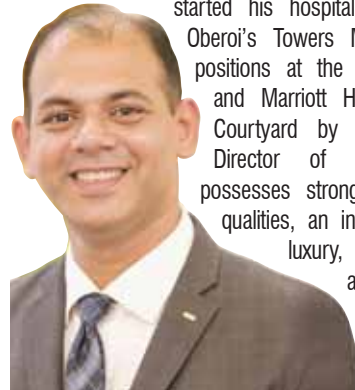 started his hospital
Oberoi's Towers M
positions at the
and Marriott H
Courtyard by
Director of
possesses strong
qualities, an in
luxury,
a